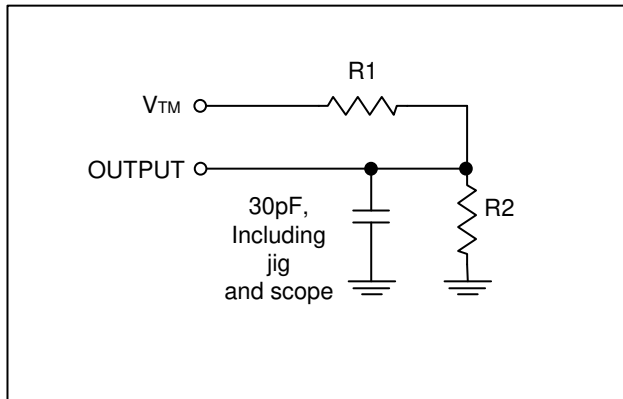 R1
VTM
OUTPUT
30pF,
Including
jig
and scope
R2